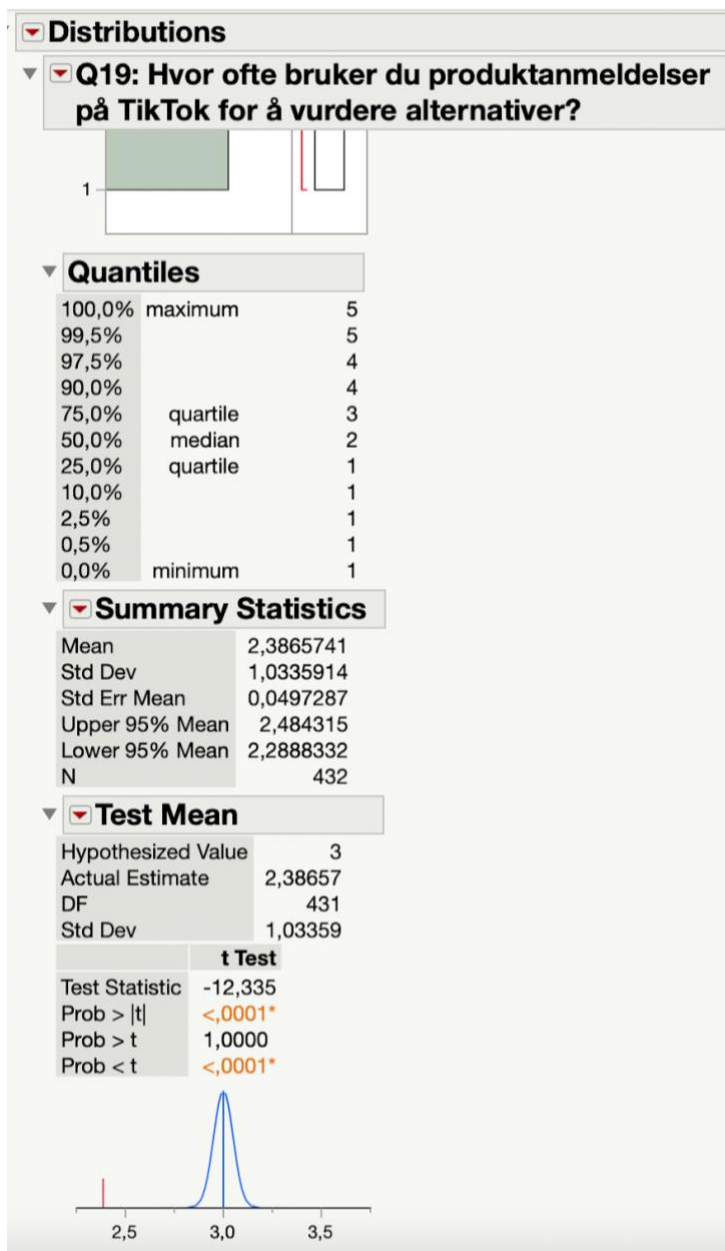 Distributions
Q19: Hvor ofte bruker du produktanmeldelser
på TikTok for å vurdere alternativer?
1
Quantiles
100,0% maximum 5
99,5% 5
97,5% 4
90,0% 4
75,0% quartile 3
50,0% median 2
25,0% quartile 1
10,0% 1
2,5% 1
0,5% 1
0,0% minimum 1
Summary Statistics
Mean 2,3865741
Std Dev 1,0335914
Std Err Mean 0,0497287
Upper 95% Mean 2,484315
Lower 95% Mean 2,2888332
N 432
Test Mean
Hypothesized Value 3
Actual Estimate 2,38657
DF 431
Std Dev 1,03359
t Test
Test Statistic -12,335
Prob > |t| <,0001*
Prob > t 1,0000
Prob < t <,0001*
2,5 3,0 3,5